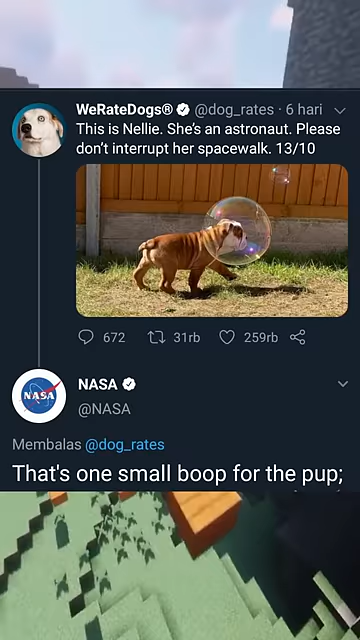 WeRateDogs® @dog_rates · 6 hari
This is Nellie. She's an astronaut. Please
don't interrupt her spacewalk. 13/10
672 31rb 259rb
NASA
NASA
@NASA
Membalas @dog_rates
That's one small boop for the pup;